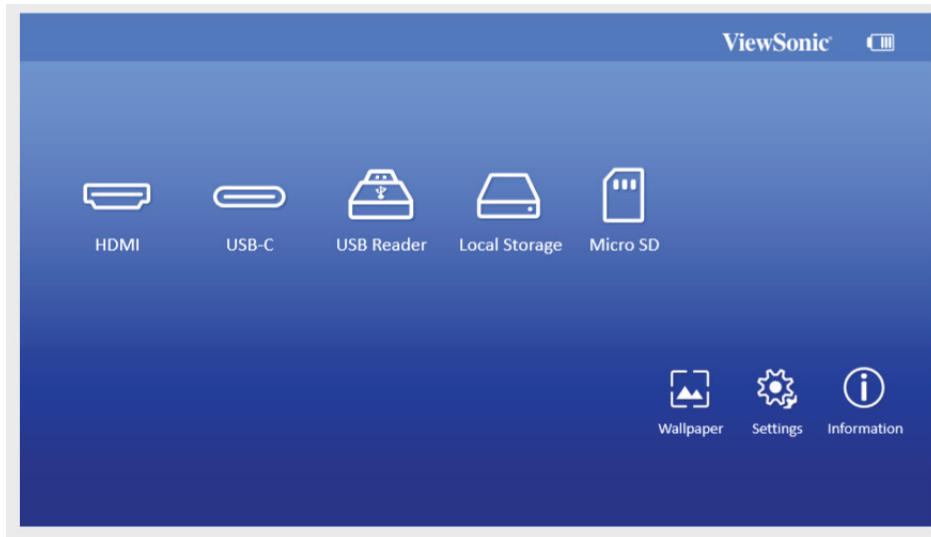 ViewSonic
HDMI USB-C USB Reader Local Storage Micro SD
Wallpaper Settings Information